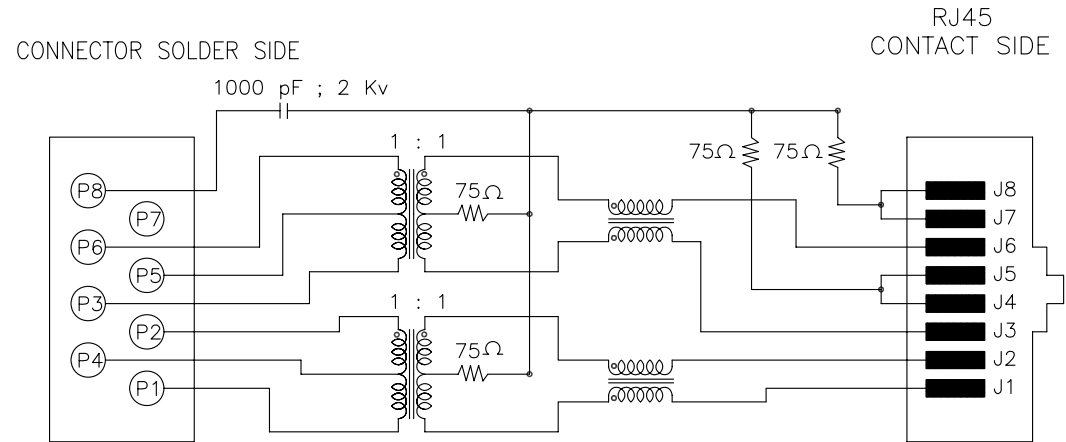 RJ45
CONTACT SIDE
CONNECTOR SOLDER SIDE
1000 pF ; 2 Kv
1 : 1
75Ω
75Ω
75Ω
P8
P7
P6
P5
P3
P2
P4
P1
1 : 1
75Ω
J8
J7
J6
J5
J4
J3
J2
J1